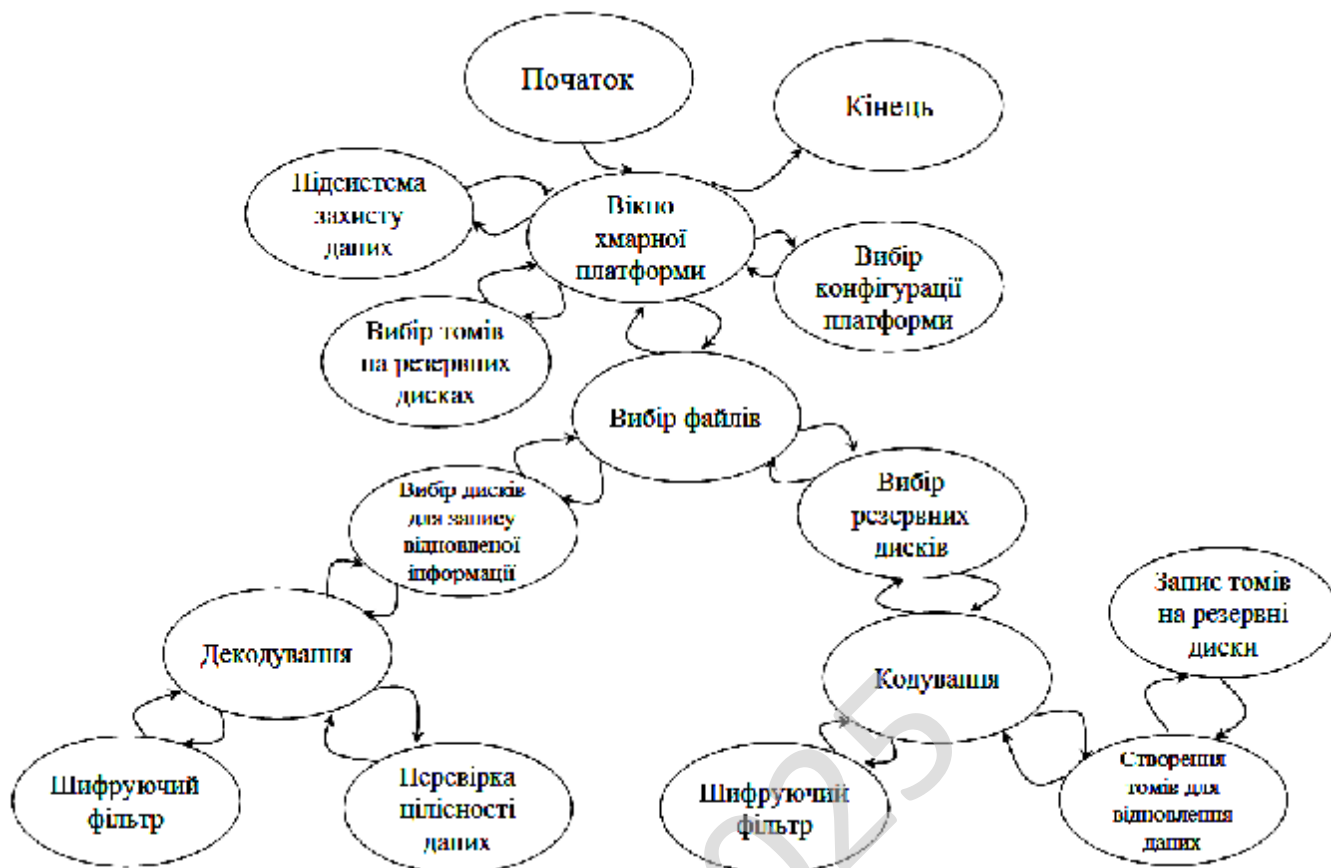 Початок
Кінець
Підсистема
захисту
даних
Вікно
хмарної
платформи
Вибір
конфігурації
платформи
Вибір томів
на резервних
дисках
Вибір файлів
Вибір дисків
для запису
відновленої
інформації
Вибір
резервних
дисків
Запис томів
на резервні
диски
Декодування
Кодування
Шифруючий
фільтр
Перевірка
цілісності
даних
Шифруючий
фільтр
Створення
томів для
відновлення
даних
025